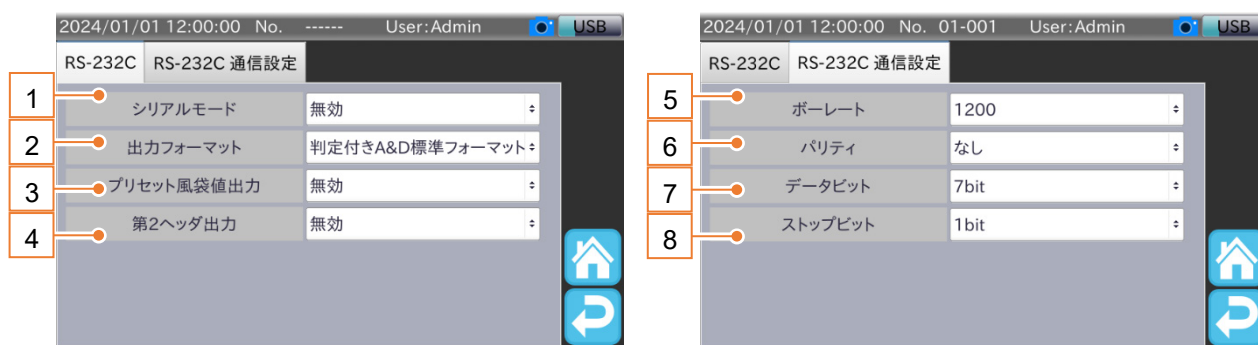 2024/01/01 12:00:00 No. ------ User:Admin USB
RS-232C RS-232C 通信設定
1 シリアルモード 無効
2 出力フォーマット 判定付きA&D標準フォーマット
3 プリセット風袋値出力 無効
4 第2ヘッダ出力 無効
2024/01/01 12:00:00 No. 01-001 User:Admin USB
RS-232C RS-232C 通信設定
5 ボーレート 1200
6 パリティ なし
7 データビット 7bit
8 ストップビット 1bit